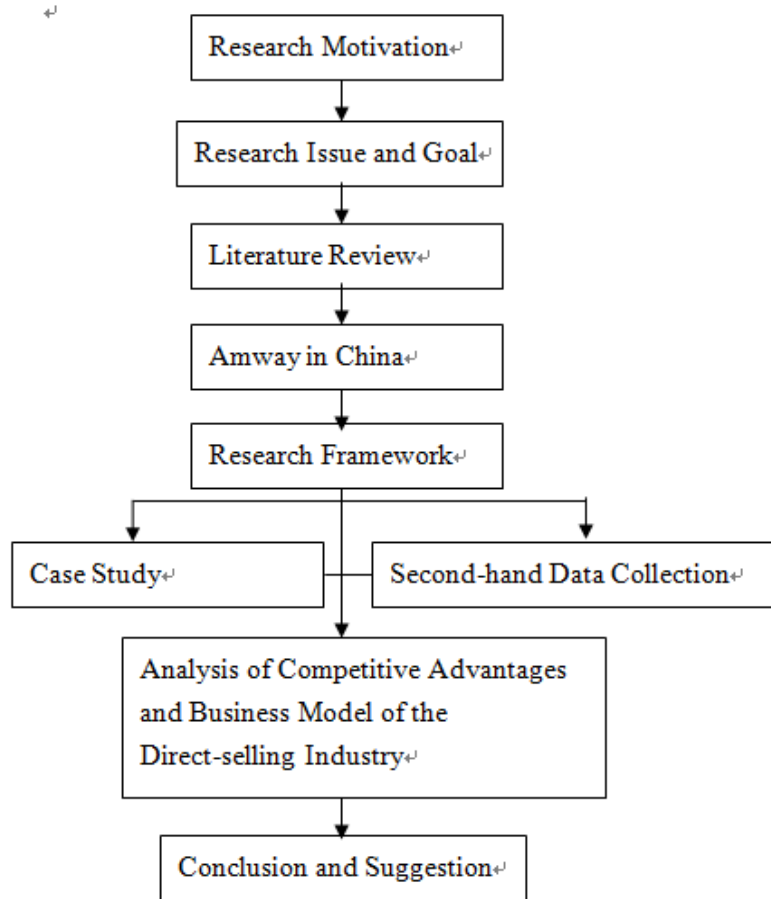 Research Motivation
Research Issue and Goal
Literature Review
Amway in China
Research Framework
Case Study
Second-hand Data Collection
Analysis of Competitive Advantages
and Business Model of the
Direct-selling Industry
Conclusion and Suggestion